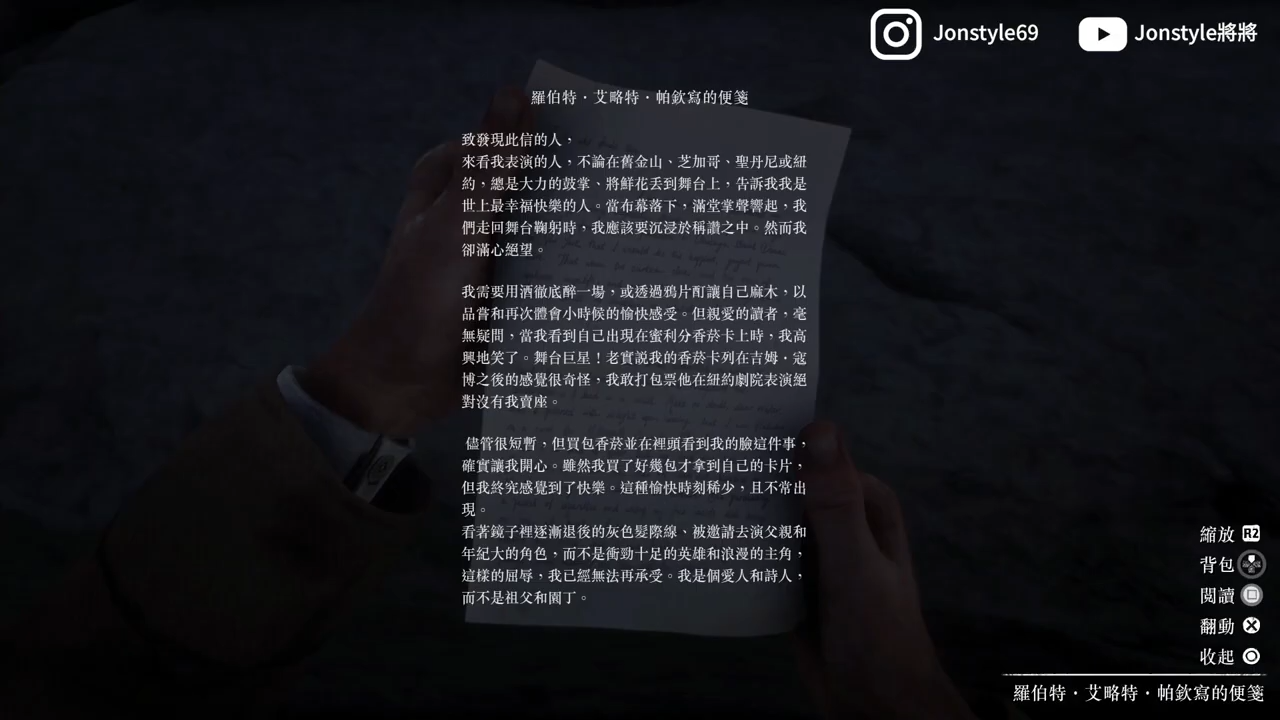 Jonstyle69
Jonstyle將將
羅伯特·艾略特·帕欽寫的便箋
致發現此信的人，
來看我表演的人，不論在舊金山、芝加哥、聖丹尼或紐
約，總是大力的鼓掌、將鮮花丟到舞台上，告訴我我是
世上最幸福快樂的人。當布幕落下，滿堂掌聲響起，我
們走回舞台鞠躬時，我應該要沉浸於稱讚之中。然而我
卻滿心絕望。
我需要用酒徹底醉一場，或透過鴉片酊讓自己麻木，以
品嘗和再次體會小時候的愉快感受。但親愛的讀者，毫
無疑問，當我看到自己出現在蜜利分香菸卡上時，我高
興地笑了。舞台巨星！老實説我的香菸卡列在吉姆·寇
博之後的感覺很奇怪，我敢打包票他在紐約劇院表演絕
對沒有我賣座。
儘管很短暫，但買包香菸並在裡頭看到我的臉這件事，
確實讓我開心。雖然我買了好幾包才拿到自己的卡片，
但我終究感覺到了快樂。這種愉快時刻稀少，且不常出
現。
看著鏡子裡逐漸退後的灰色髮際線、被邀請去演父親和
年紀大的角色，而不是衝勁十足的英雄和浪漫的主角，
這樣的屈辱，我已經無法再承受。我是個愛人和詩人，
而不是祖父和園丁。
縮放 R2
背包
閱讀
翻動
收起
羅伯特·艾略特·帕欽寫的便箋